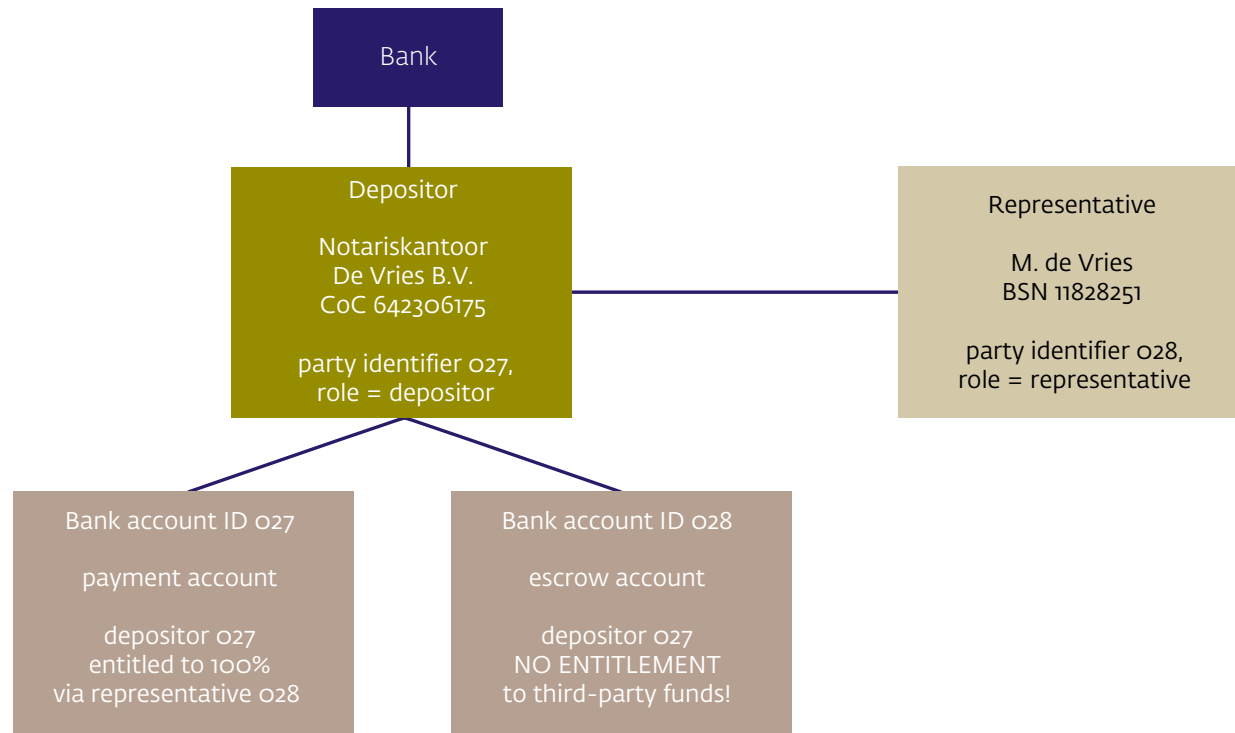 Bank
Depositor
Notariskantoor
De Vries B.V.
CoC 642306175
party identifier 027,
role = depositor
Representative
M. de Vries
BSN 11828251
party identifier 028,
role = representative
Bank account ID 027
payment account
depositor 027
entitled to 100%
via representative 028
Bank account ID 028
escrow account
depositor 027
NO ENTITLEMENT
to third-party funds!